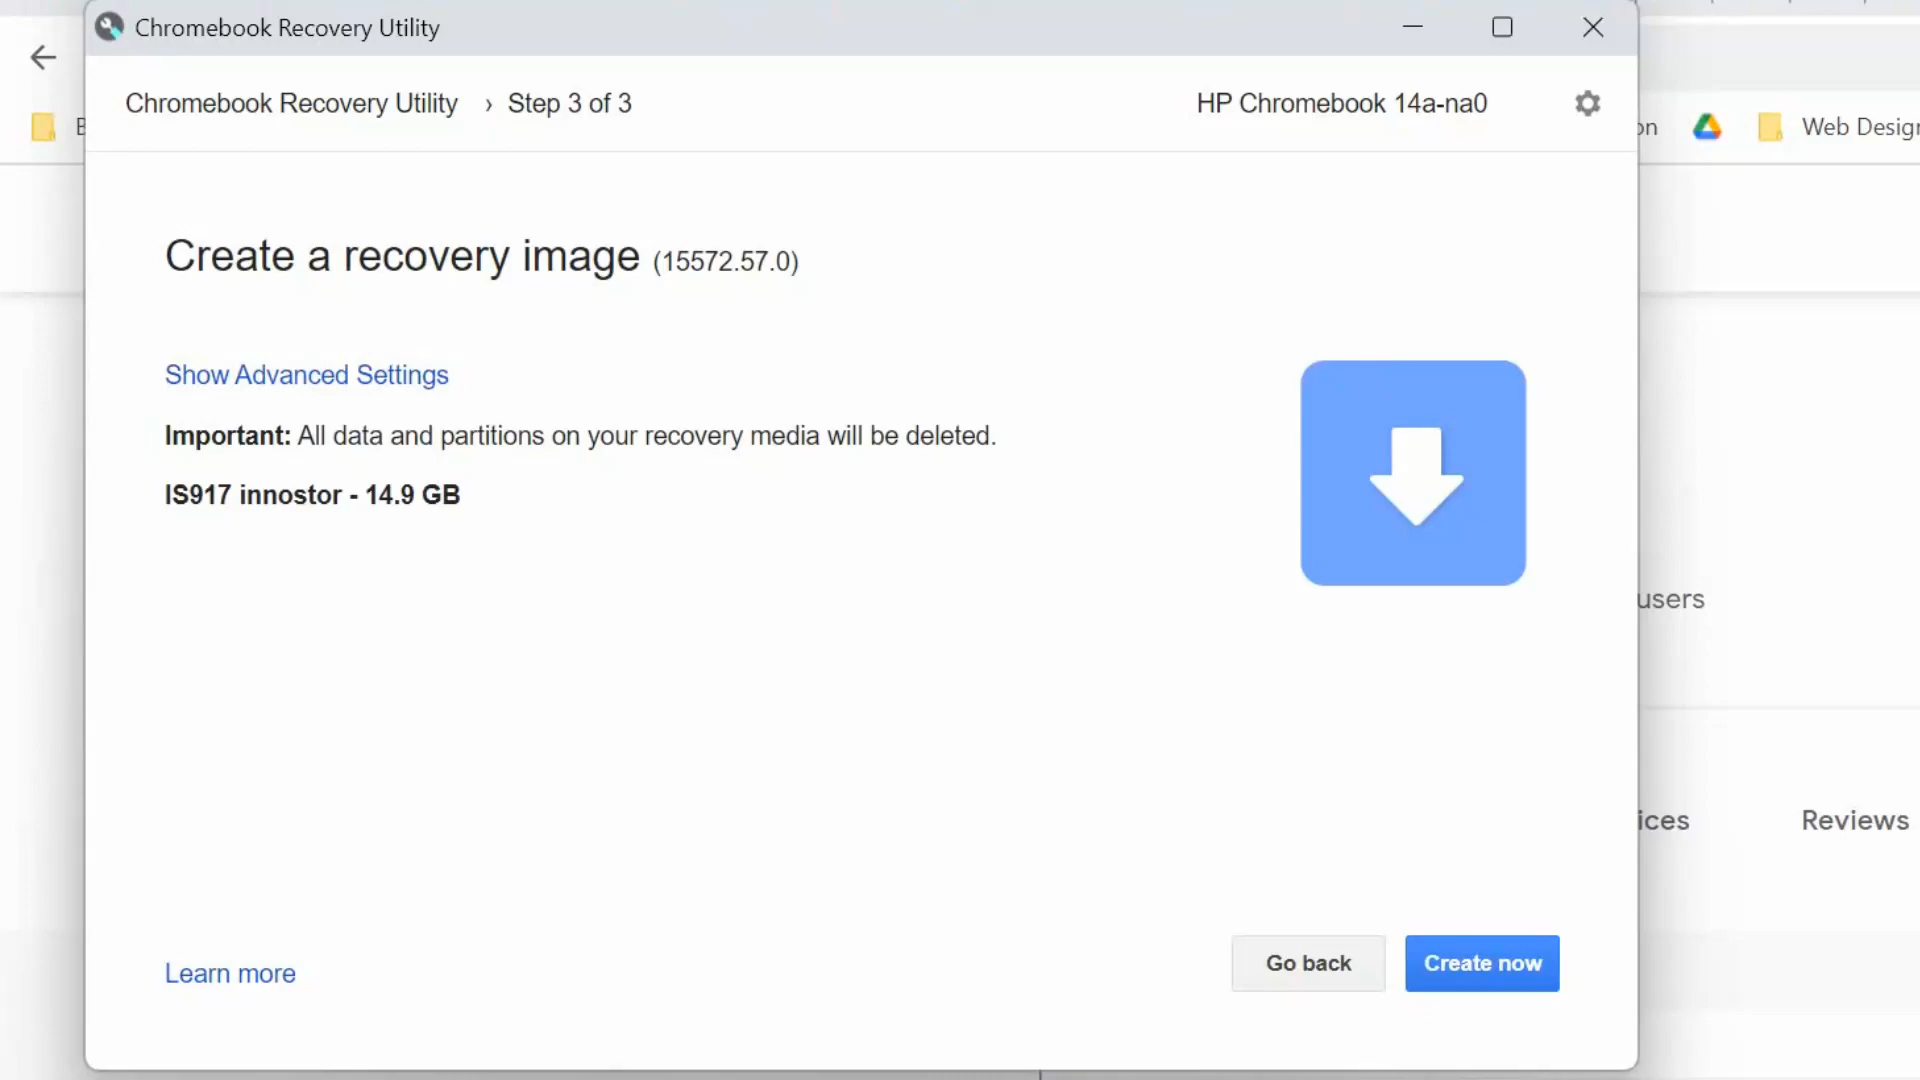 Chromebook Recovery Utility
Chromebook Recovery Utility › Step 3 of 3
HP Chromebook 14a-na0
on
Web Design
Create a recovery image (15572.57.0)
Show Advanced Settings
Important: All data and partitions on your recovery media will be deleted.
IS917 innostor - 14.9 GB
users
ices
Reviews
Go back
Create now
Learn more